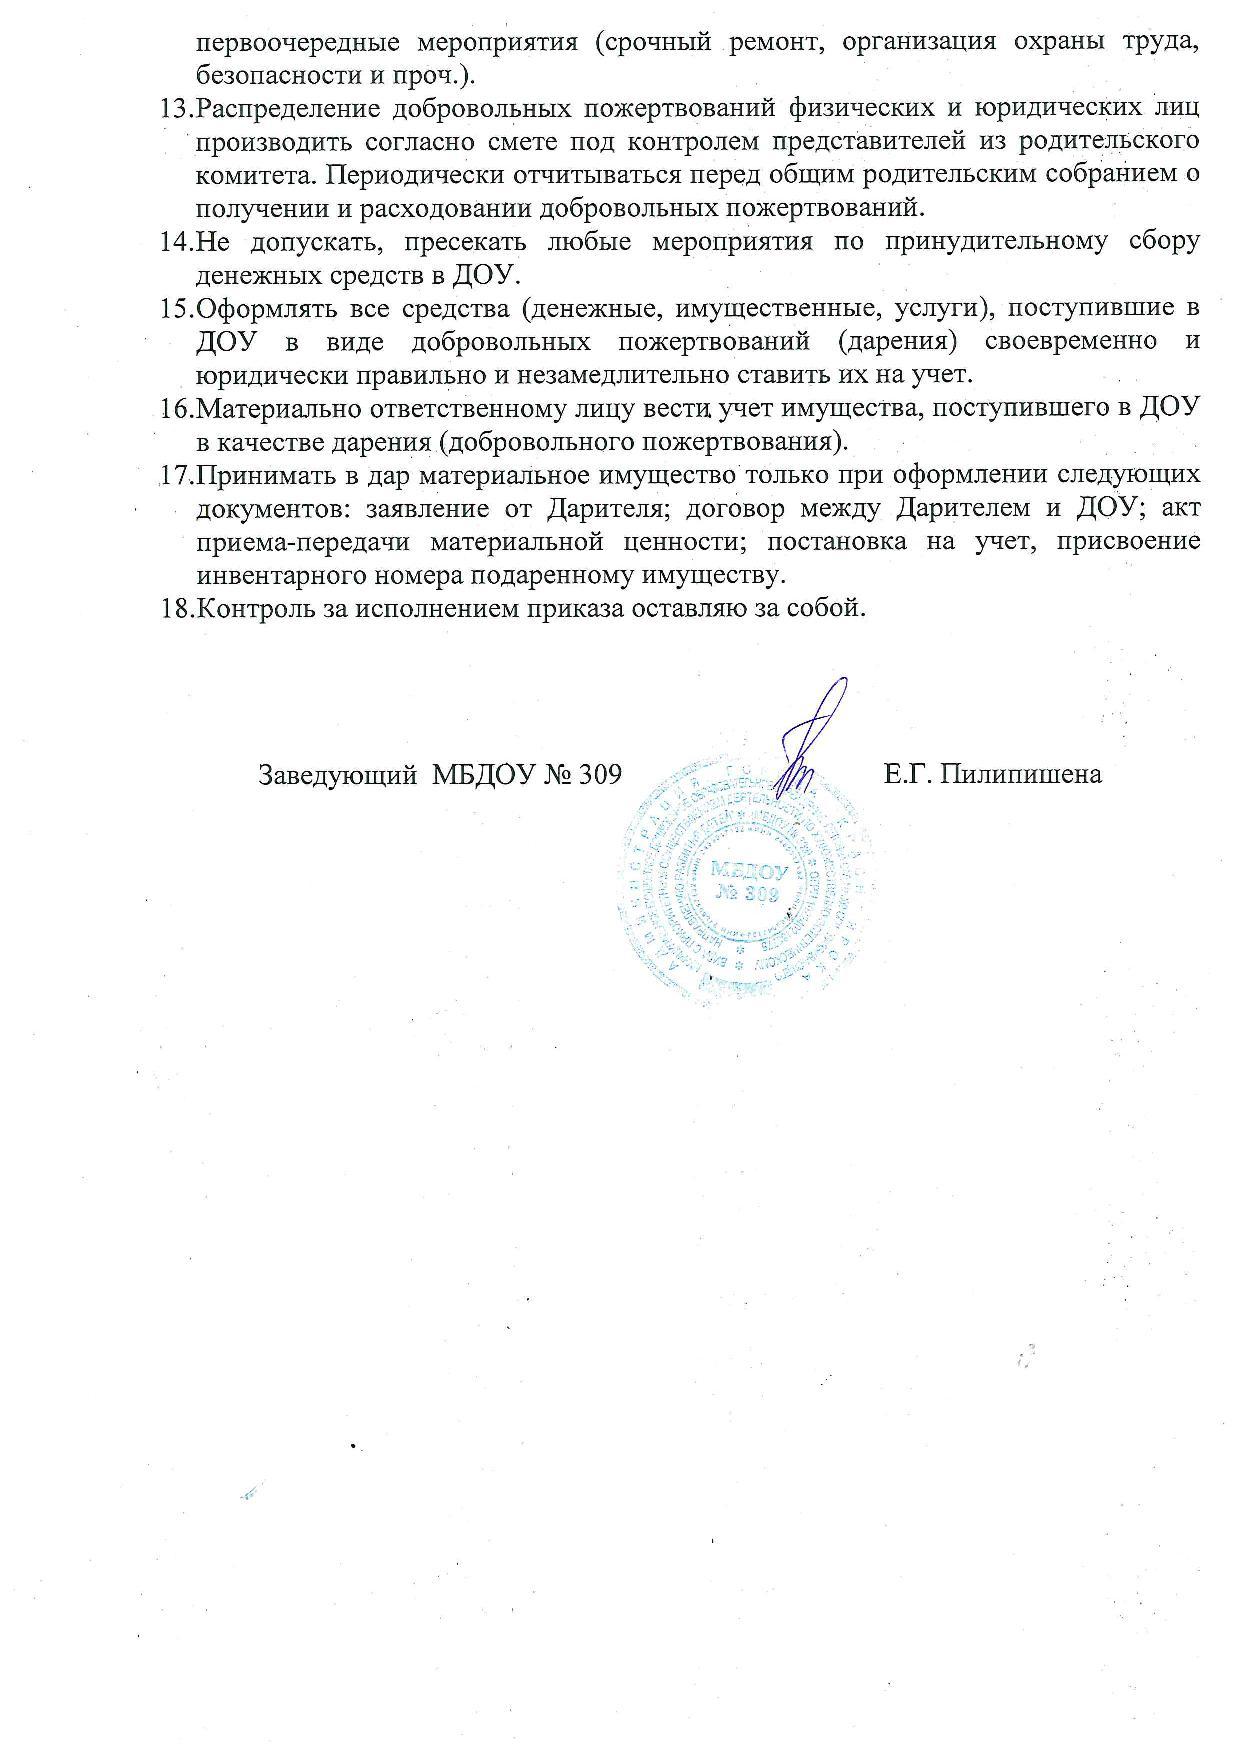 первоочередные мероприятия (срочный ремонт, организация охраны труда,
безопасности и проч.).
13.Распределение добровольных пожертвований физических и юридических лиц
производить согласно смете под контролем представителей из родительского
комитета. Периодически отчитываться перед общим родительским собранием о
получении и расходовании добровольных пожертвований.
14.Не допускать, пресекать любые мероприятия по принудительному сбору
денежных средств в ДОУ.
15.Оформлять все средства (денежные, имущественные, услуги), поступившие в
ДОУ в виде добровольных пожертвований (дарения) своевременно и
юридически правильно и незамедлительно ставить их на учет.
16.Материально ответственному лицу вести учет имущества, поступившего в ДОУ
в качестве дарения (добровольного пожертвования).
17.Принимать в дар материальное имущество только при оформлении следующих
документов: заявление от Дарителя; договор между Дарителем и ДОУ; акт
приема-передачи материальной ценности; постановка на учет, присвоение
инвентарного номера подаренному имуществу.
18.Контроль за исполнением приказа оставляю за собой.
Заведующий МБДОУ № 309 Е.Г. Пилипишена
МБДОУ
№ 309